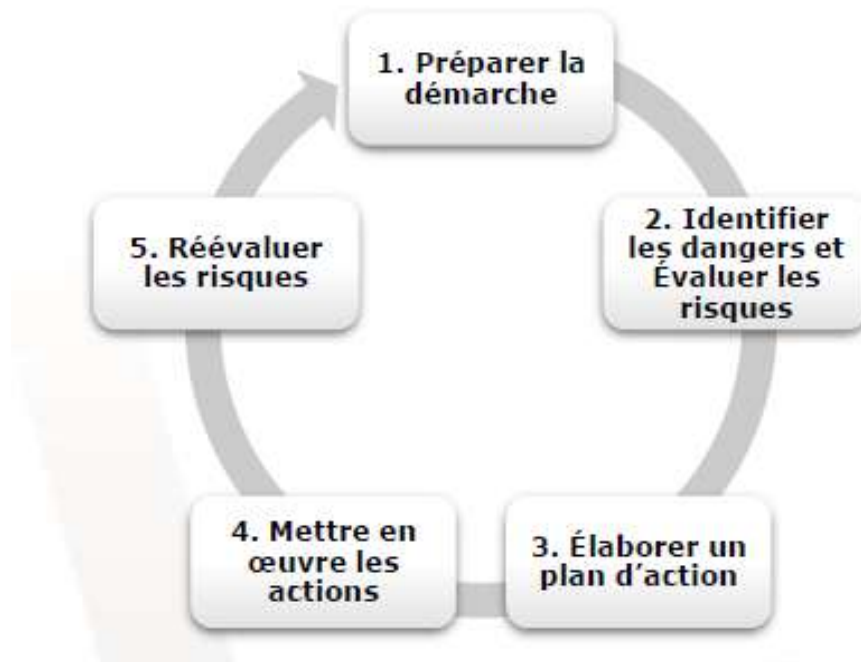 1. Préparer la
démarche
2. Identifier
les dangers et
Évaluer les
risques
3. Élaborer un
plan d’action
4. Mettre en
œuvre les
actions
5. Réévaluer
les risques